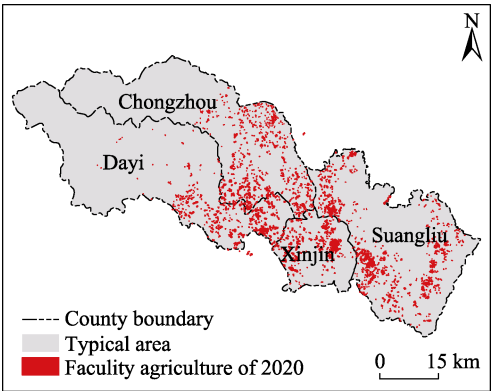 N
Chongzhou
Dayi
Suangliu
Xinjin
County boundary
Typical area
Faculity agriculture of 2020
0 15 km